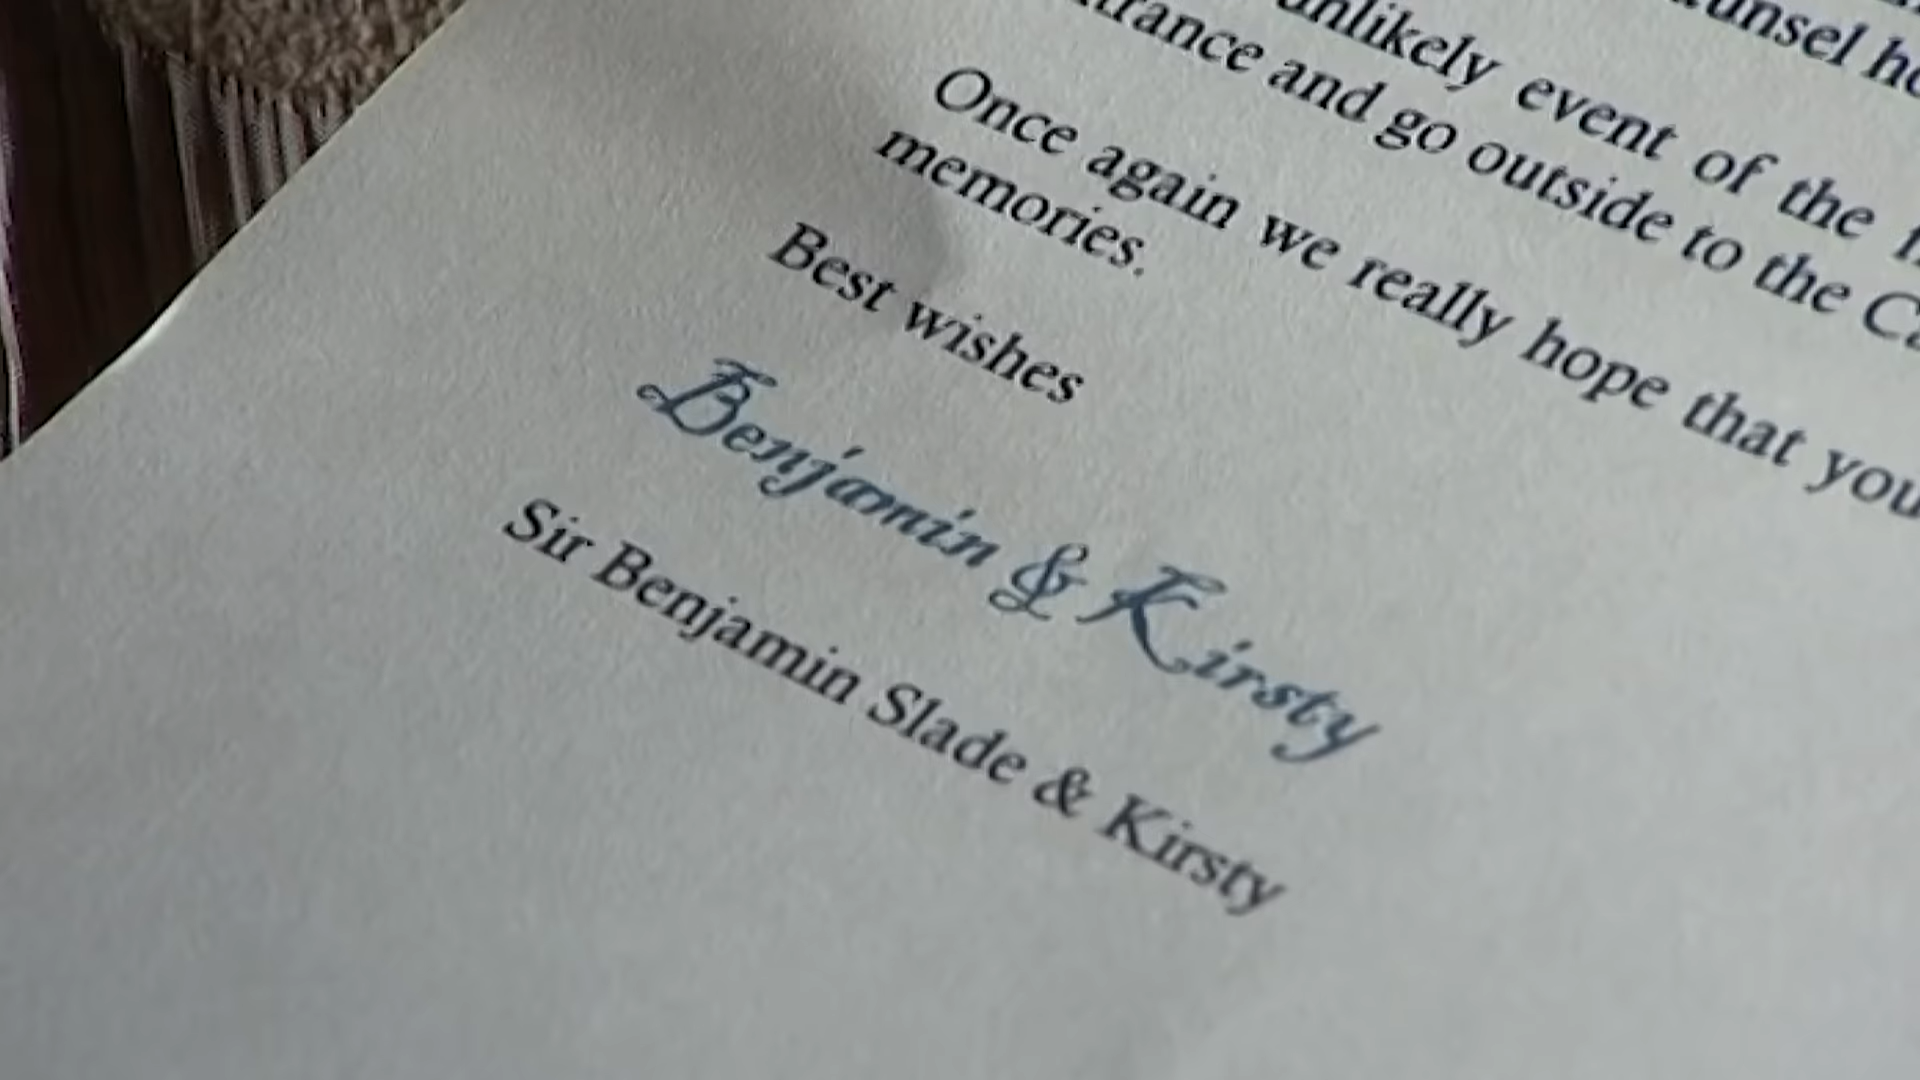 unlikely event of the
and go outside to the
Once again we really hope that you
memories.
Best wishes
Benjamin & Kirsty
Sir Benjamin Slade & Kirsty